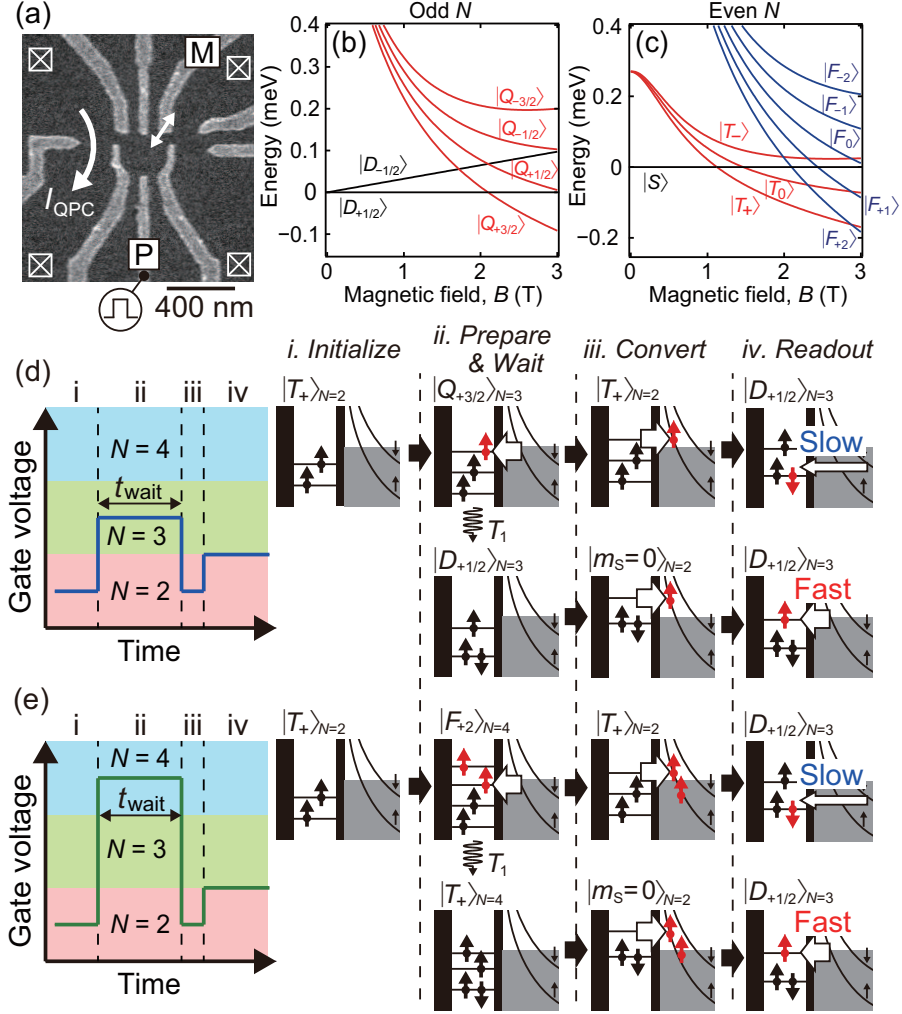 (a)
M
I_QPC
P
400 nm
Odd N
(b)
Energy (meV)
0.4
0.3
0.2
0.1
0
−0.1
|Q−3/2⟩
|Q−1/2⟩
|D−1/2⟩
|Q+1/2⟩
|D+1/2⟩
|Q+3/2⟩
0 1 2 3
Magnetic field, B (T)
Even N
(c)
Energy (meV)
0.4
0.2
0
−0.2
|F−2⟩
|F−1⟩
|T−⟩
|F0⟩
|S⟩
|T0⟩
|T+⟩
|F+1⟩
|F+2⟩
0 1 2 3
Magnetic field, B (T)
i. Initialize
ii. Prepare
& Wait
iii. Convert
iv. Readout
(d)
i ii iii iv
Gate voltage
N = 4
t_wait
N = 3
N = 2
Time
|T+⟩N=2
|Q+3/2⟩N=3
|T+⟩N=2
|D+1/2⟩N=3
Slow
T1
|D+1/2⟩N=3
|mS=0⟩N=2
|D+1/2⟩N=3
Fast
(e)
i ii iii iv
Gate voltage
N = 4
t_wait
N = 3
N = 2
Time
|T+⟩N=2
|F+2⟩N=4
|T+⟩N=2
|D+1/2⟩N=3
Slow
T1
|T+⟩N=4
|mS=0⟩N=2
|D+1/2⟩N=3
Fast